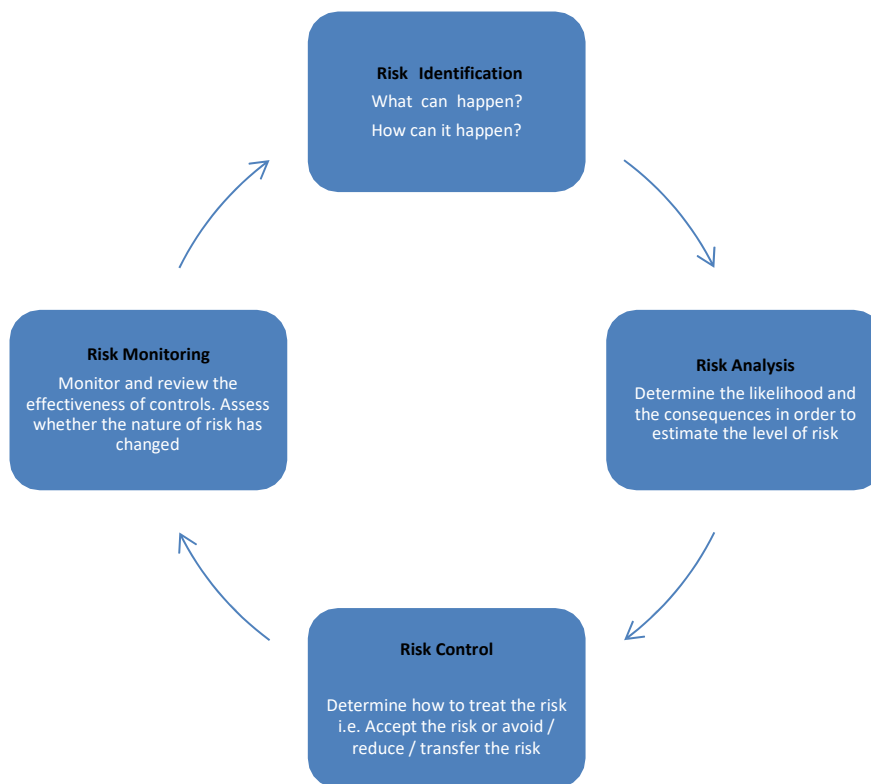 Risk Identification
What can happen?
How can it happen?
Risk Monitoring
Monitor and review the
effectiveness of controls. Assess
whether the nature of risk has
changed
Risk Analysis
Determine the likelihood and
the consequences in order to
estimate the level of risk
Risk Control
Determine how to treat the risk
i.e. Accept the risk or avoid /
reduce / transfer the risk